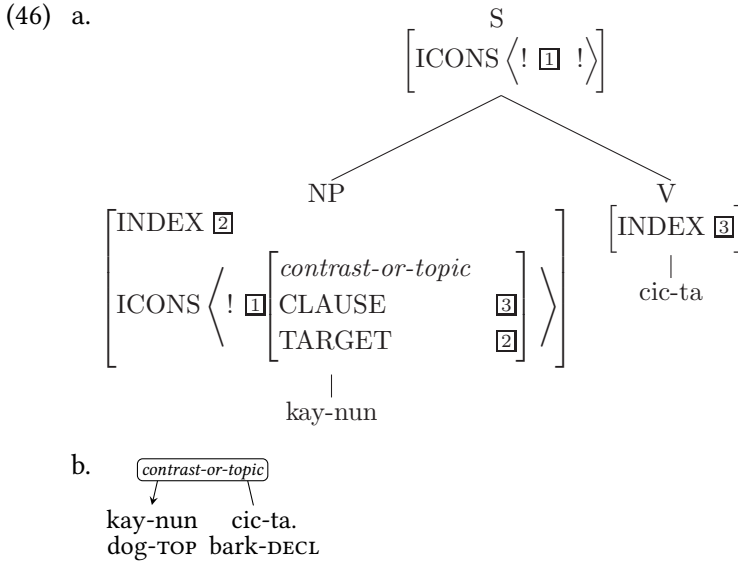 (46) a.
S
[ICONS ⟨! 1 !⟩]
NP V
[INDEX 2 [INDEX 3]
ICONS ⟨! 1 [contrast-or-topic
CLAUSE 3
TARGET 2] ⟩]
cic-ta
kay-nun
b.
contrast-or-topic
kay-nun cic-ta.
dog-TOP bark-DECL